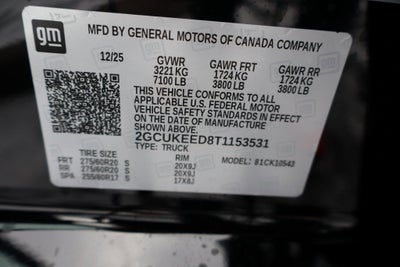 gm
MFD BY GENERAL MOTORS OF CANADA COMPANY
12/25 GVWR GAWR FRT GAWR RR
3221 KG 1724 KG 1724 KG
7100 LB 3800 LB 3800 LB
THIS VEHICLE CONFORMS TO ALL
APPLICABLE U.S. FEDERAL MOTOR
VEHICLE SAFETY STANDARDS IN EFFECT
ON THE DATE OF MANUFACTURE
SHOWN ABOVE.
2GCUKEED8T1153531
TYPE: TRUCK
TIRE SIZE RIM MODEL: 81CK10543
FRT 275/60R20 S 20X9J
RR 275/60R20 S 20X9J
SPA 255/80R17 S 17X8J